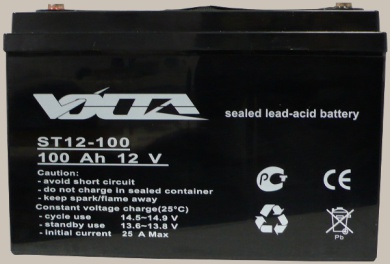 VOLTA
sealed lead-acid battery
ST12-100
100 Ah 12 V
Caution:
- avoid short circuit
- do not charge in sealed container
- keep spark/flame away
Constant voltage charge(25°C)
- cycle use 14.5~14.9 V
- standby use 13.6~13.8 V
- initial current 25 A Max
PCT
CE
Pb